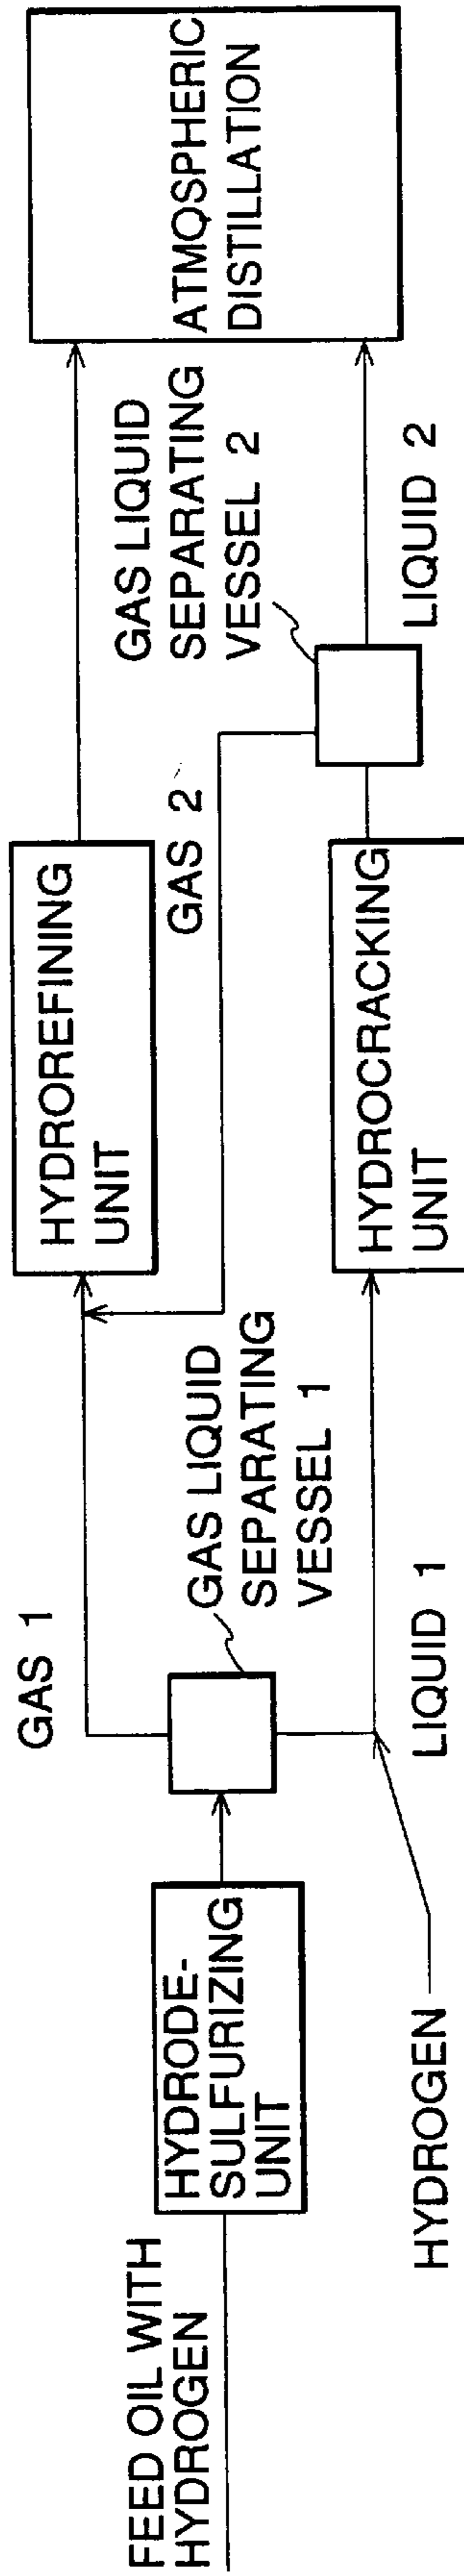 FEED OIL WITH
HYDROGEN
HYDRODE-
SULFURIZING
UNIT
GAS 1
GAS LIQUID
SEPARATING
VESSEL 1
HYDROGEN
LIQUID 1
HYDROREFINING
UNIT
GAS 2
HYDROCRACKING
UNIT
GAS LIQUID
SEPARATING
VESSEL 2
LIQUID 2
ATMOSPHERIC
DISTILLATION